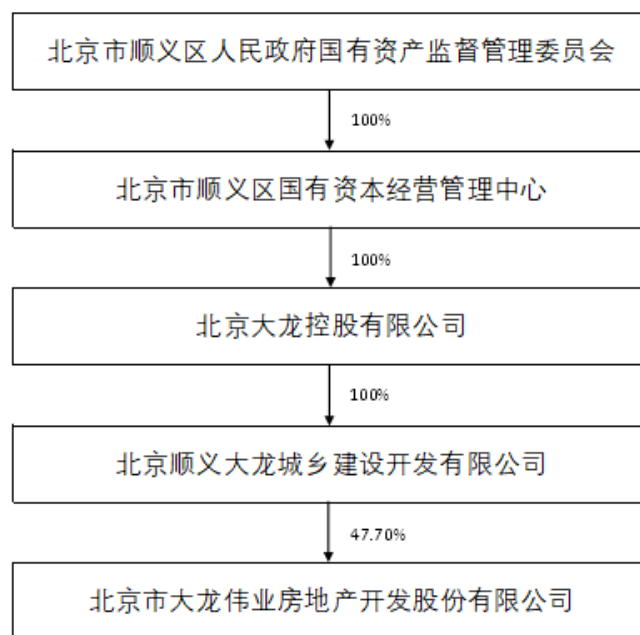 北京市顺义区人民政府国有资产监督管理委员会
100%
北京市顺义区国有资本经营管理中心
100%
北京大龙控股有限公司
100%
北京顺义大龙城乡建设开发有限公司
47.70%
北京市大龙伟业房地产开发股份有限公司